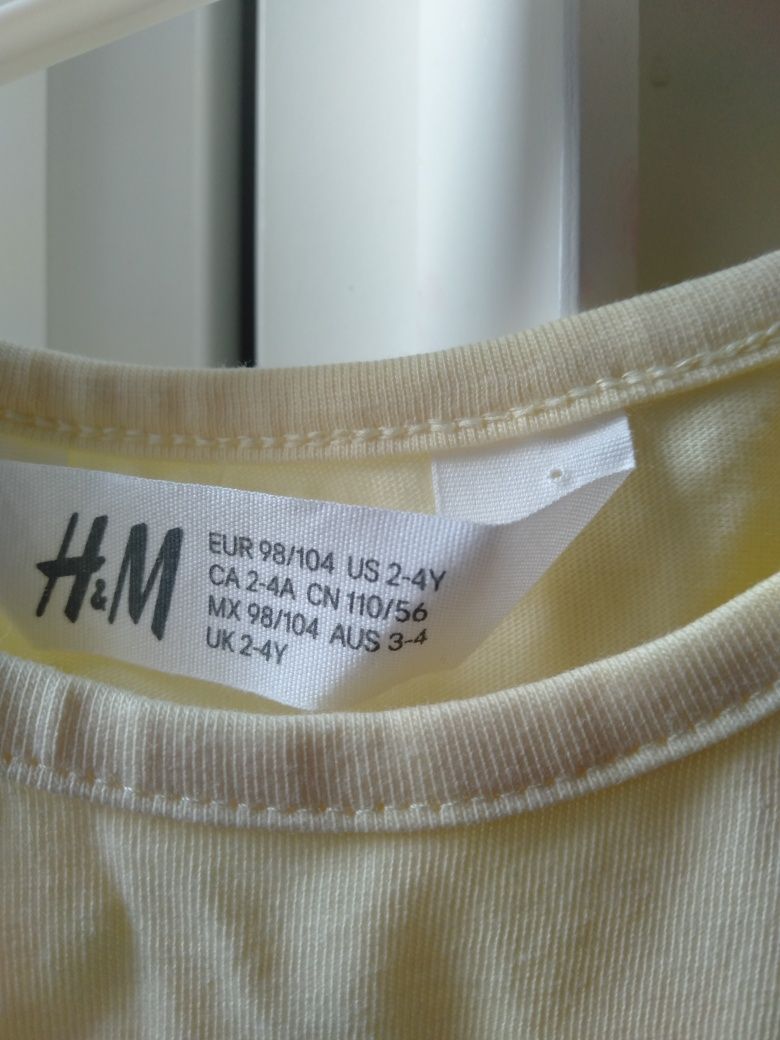 H&M
EUR 98/104 US 2-4Y
CA 2-4A CN 110/56
MX 98/104 AUS 3-4
UK 2-4Y